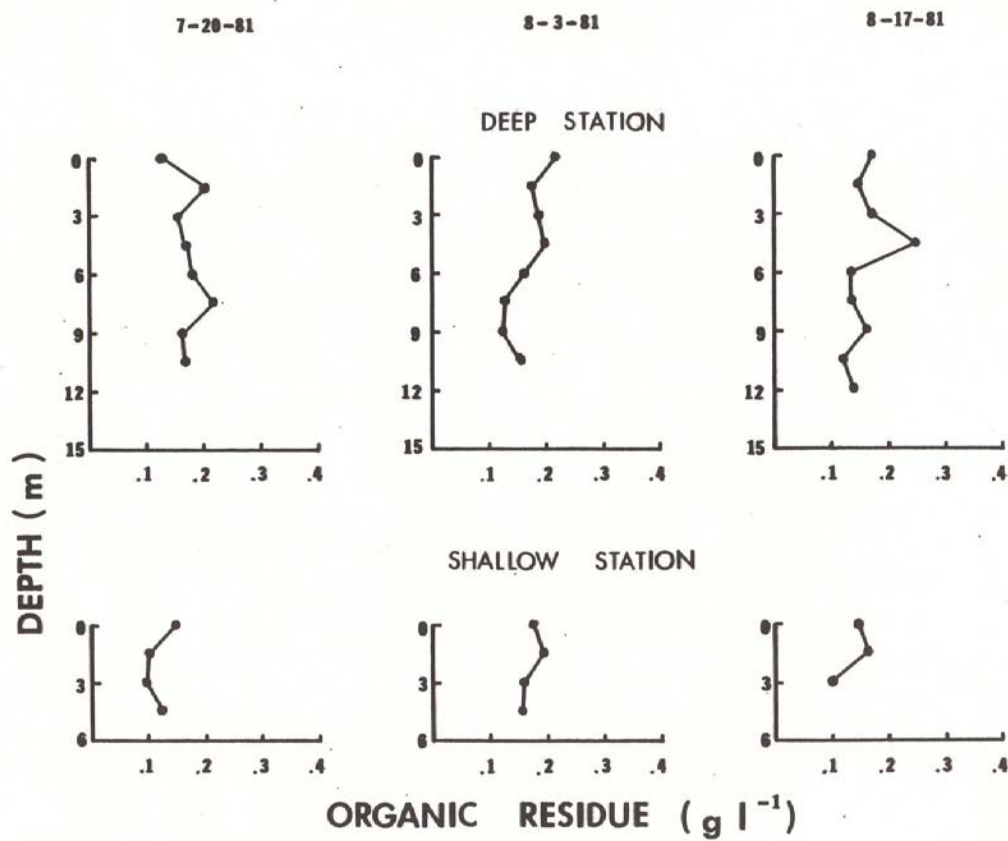 7-20-81 8-3-81 8-17-81
DEEP STATION
0 0 0
3 3 3
6 6 6
9 9 9
12 12 12
15 15 15
.1 .2 .3 .4 .1 .2 .3 .4 .1 .2 .3 .4
DEPTH (m)
SHALLOW STATION
0 0 0
3 3 3
6 6 6
.1 .2 .3 .4 .1 .2 .3 .4 .1 .2 .3 .4
ORGANIC RESIDUE (g l⁻¹)